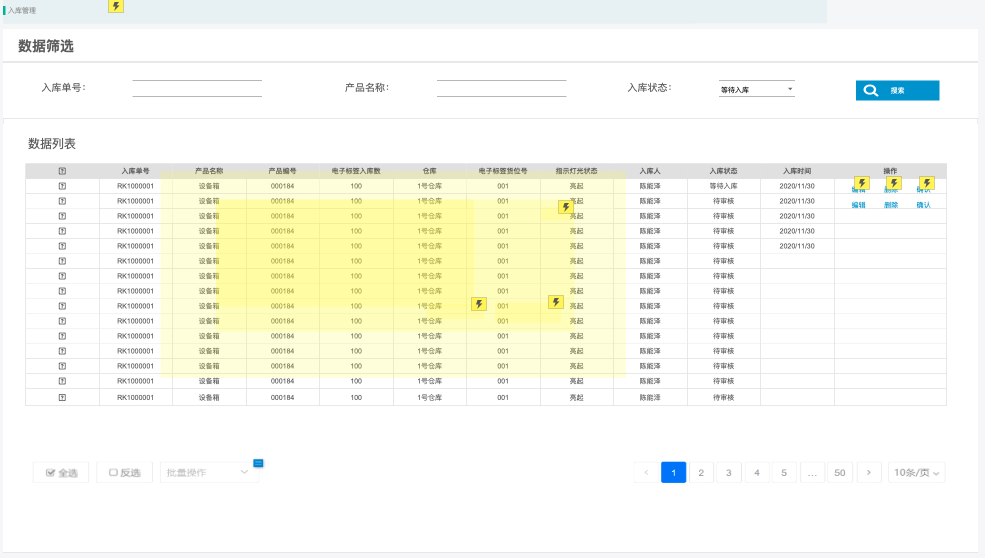 入库管理
数据筛选
入库单号: 产品名称: 入库状态: 等待入库 搜索
数据列表
入库单号 产品名称 产品编号 电子标签入库数 仓库 电子标签货位号 指示灯光状态 入库人 入库状态 入库时间 操作
RK1000001 设备箱 000184 100 1号仓库 001 亮起 陈能泽 等待入库 2020/11/30 编辑 删除 确认
RK1000001 设备箱 000184 100 1号仓库 001 亮起 陈能泽 待审核 2020/11/30 编辑 删除 确认
RK1000001 设备箱 000184 100 1号仓库 001 亮起 陈能泽 待审核 2020/11/30
RK1000001 设备箱 000184 100 1号仓库 001 亮起 陈能泽 待审核 2020/11/30
RK1000001 设备箱 000184 100 1号仓库 001 亮起 陈能泽 待审核 2020/11/30
RK1000001 设备箱 000184 100 1号仓库 001 亮起 陈能泽 待审核
RK1000001 设备箱 000184 100 1号仓库 001 亮起 陈能泽 待审核
RK1000001 设备箱 000184 100 1号仓库 001 亮起 陈能泽 待审核
RK1000001 设备箱 000184 100 1号仓库 001 亮起 陈能泽 待审核
RK1000001 设备箱 000184 100 1号仓库 001 亮起 陈能泽 待审核
RK1000001 设备箱 000184 100 1号仓库 001 亮起 陈能泽 待审核
RK1000001 设备箱 000184 100 1号仓库 001 亮起 陈能泽 待审核
RK1000001 设备箱 000184 100 1号仓库 001 亮起 陈能泽 待审核
RK1000001 设备箱 000184 100 1号仓库 001 亮起 陈能泽 待审核
RK1000001 设备箱 000184 100 1号仓库 001 亮起 陈能泽 待审核
全选 反选 批量操作 < 1 2 3 4 5 ... 50 > 10条/页